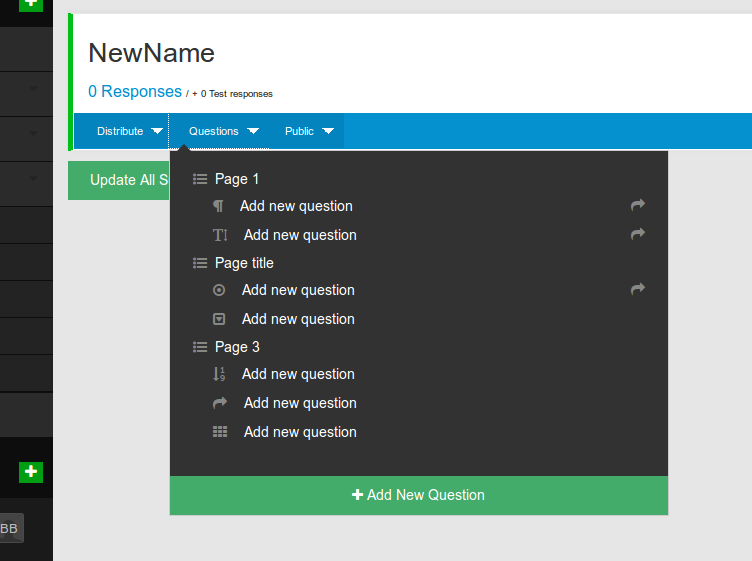 NewName
0 Responses / + 0 Test responses
Distribute Questions Public
Update All S
Page 1
Add new question
Add new question
Page title
Add new question
Add new question
Page 3
Add new question
Add new question
Add new question
Add New Question
BB